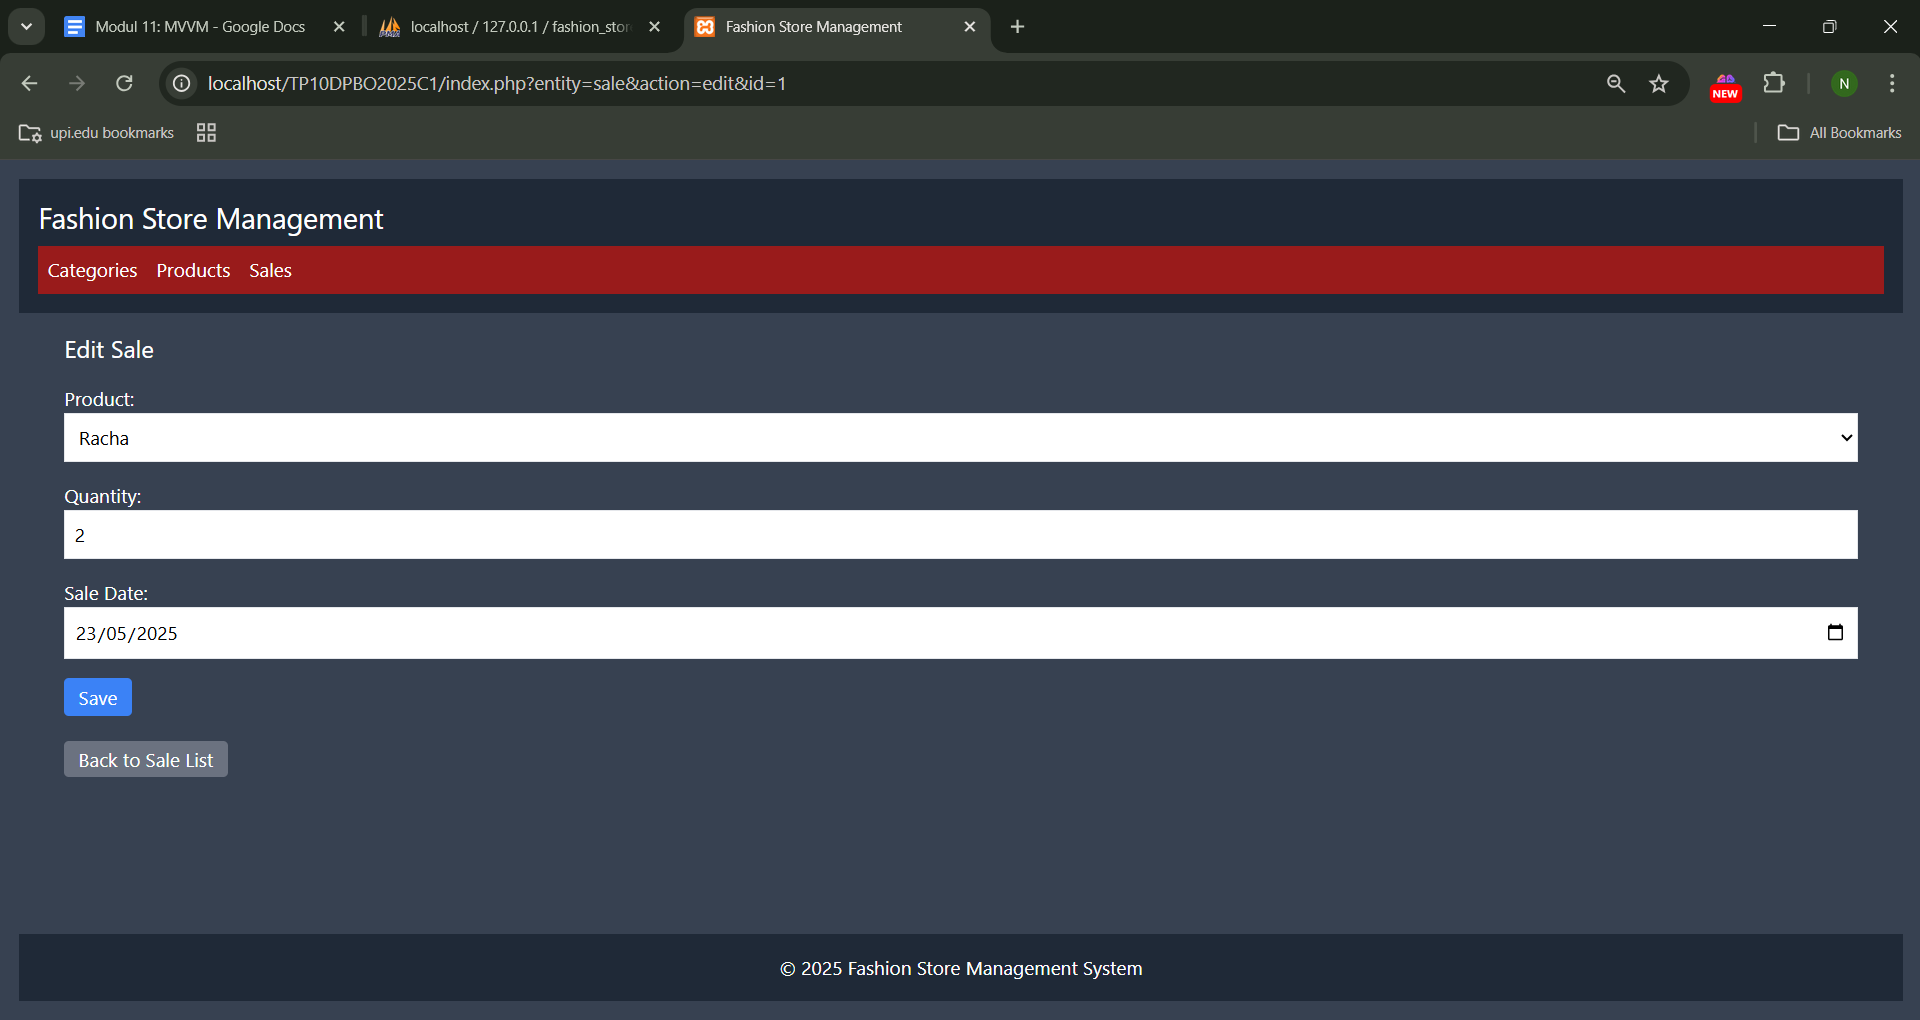 Modul 11: MVVM - Google Docs
localhost / 127.0.0.1 / fashion_stor
Fashion Store Management
localhost/TP10DPBO2025C1/index.php?entity=sale&action=edit&id=1
NEW
N
upi.edu bookmarks
All Bookmarks
Fashion Store Management
Categories Products Sales
Edit Sale
Product:
Racha
Quantity:
2
Sale Date:
23/05/2025
Save
Back to Sale List
© 2025 Fashion Store Management System